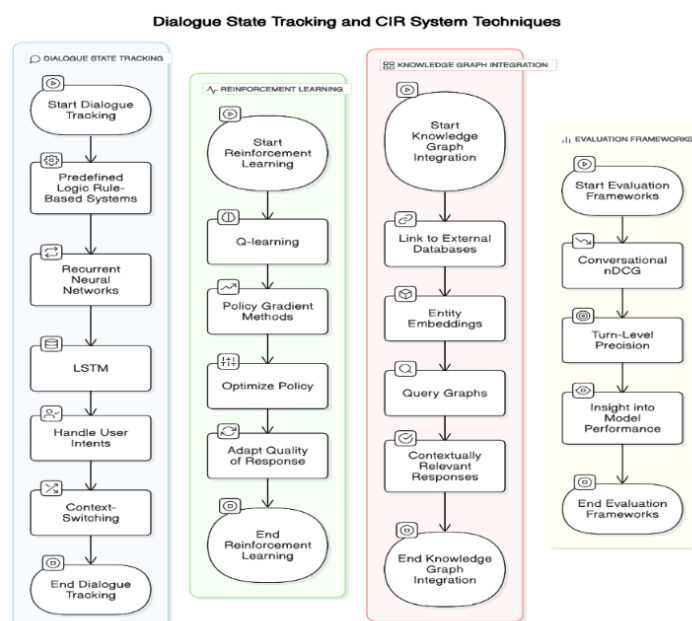 Dialogue State Tracking and CIR System Techniques
DIALOGUE STATE TRACKING
Start Dialogue
Tracking
Predefined
Logic Rule-
Based Systems
Recurrent
Neural
Networks
LSTM
Handle User
Intents
Context-
Switching
End Dialogue
Tracking
REINFORCEMENT LEARNING
Start
Reinforcement
Learning
Q-learning
Policy Gradient
Methods
Optimize Policy
Adapt Quality
of Response
End
Reinforcement
Learning
KNOWLEDGE GRAPH INTEGRATION
Start
Knowledge
Graph
Integration
Link to External
Databases
Entity
Embeddings
Query Graphs
Contextually
Relevant
Responses
End Knowledge
Graph
Integration
EVALUATION FRAMEWORKS
Start Evaluation
Frameworks
Conversational
nDCG
Turn-Level
Precision
Insight into
Model
Performance
End Evaluation
Frameworks